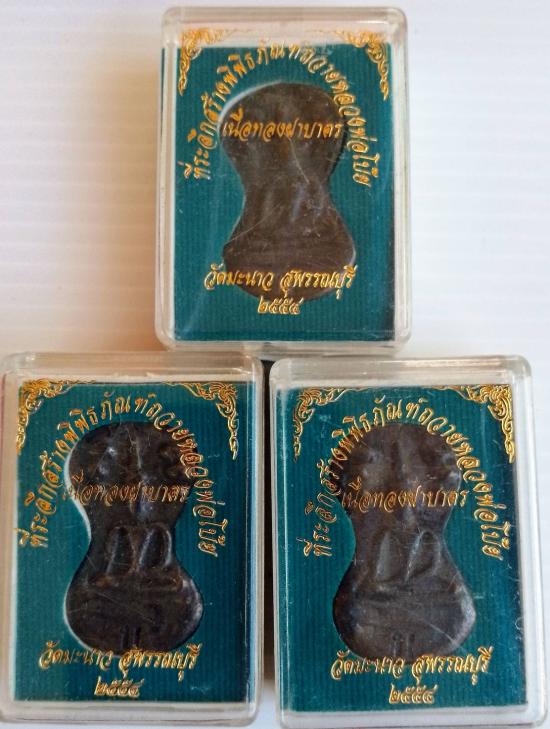 ที่ระลึกสร้างพิพิธภัณฑ์ถวายหลวงพ่อโบ้ย
เนื้อทองฝาบาตร
วัดมะนาว สุพรรณบุรี
๒๕๕๔
ที่ระลึกสร้างพิพิธภัณฑ์ถวายหลวงพ่อโบ้ย
เนื้อทองฝาบาตร
วัดมะนาว สุพรรณบุรี
๒๕๕๔
ที่ระลึกสร้างพิพิธภัณฑ์ถวายหลวงพ่อโบ้ย
เนื้อทองฝาบาตร
วัดมะนาว สุพรรณบุรี
๒๕๕๔